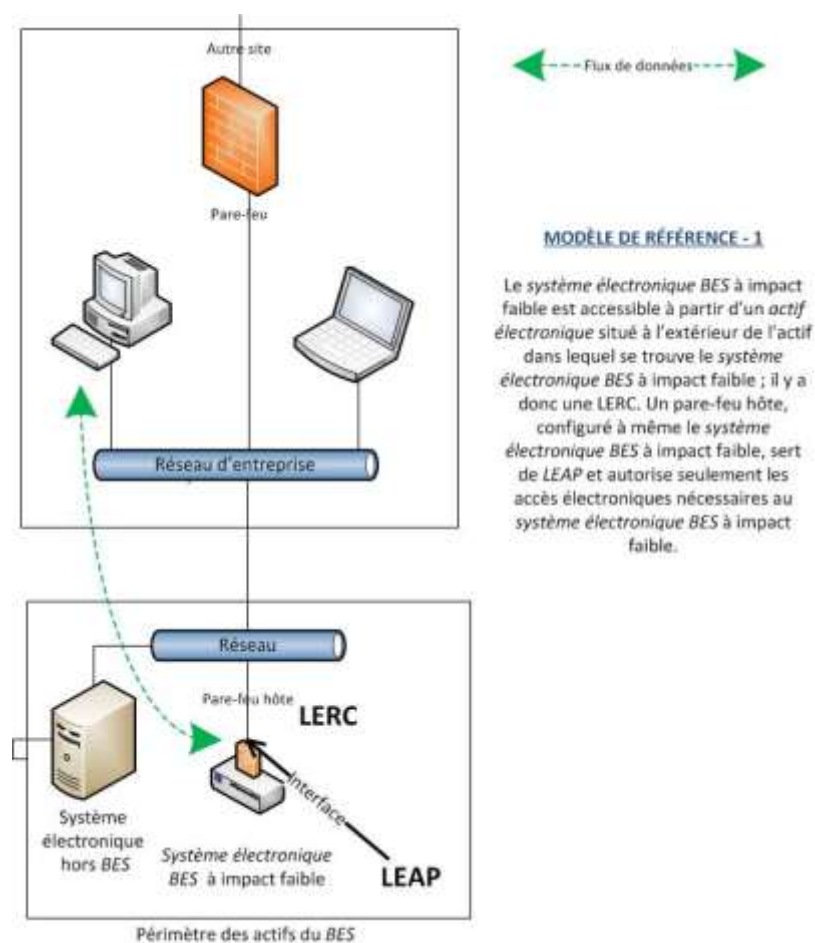 Autre site
Pare-feu
Réseau d'entreprise
Flux de données
MODÈLE DE RÉFÉRENCE - 1
Le système électronique BES à impact
faible est accessible à partir d'un actif
électronique situé à l'extérieur de l'actif
dans lequel se trouve le système
électronique BES à impact faible ; il y a
donc une LERC. Un pare-feu hôte,
configuré à même le système
électronique BES à impact faible, sert
de LEAP et autorise seulement les
accès électroniques nécessaires au
système électronique BES à impact
faible.
Réseau
Pare-feu hôte
LERC
Interface
LEAP
Système
électronique
hors BES
Système électronique
BES à impact faible
Périmètre des actifs du BES